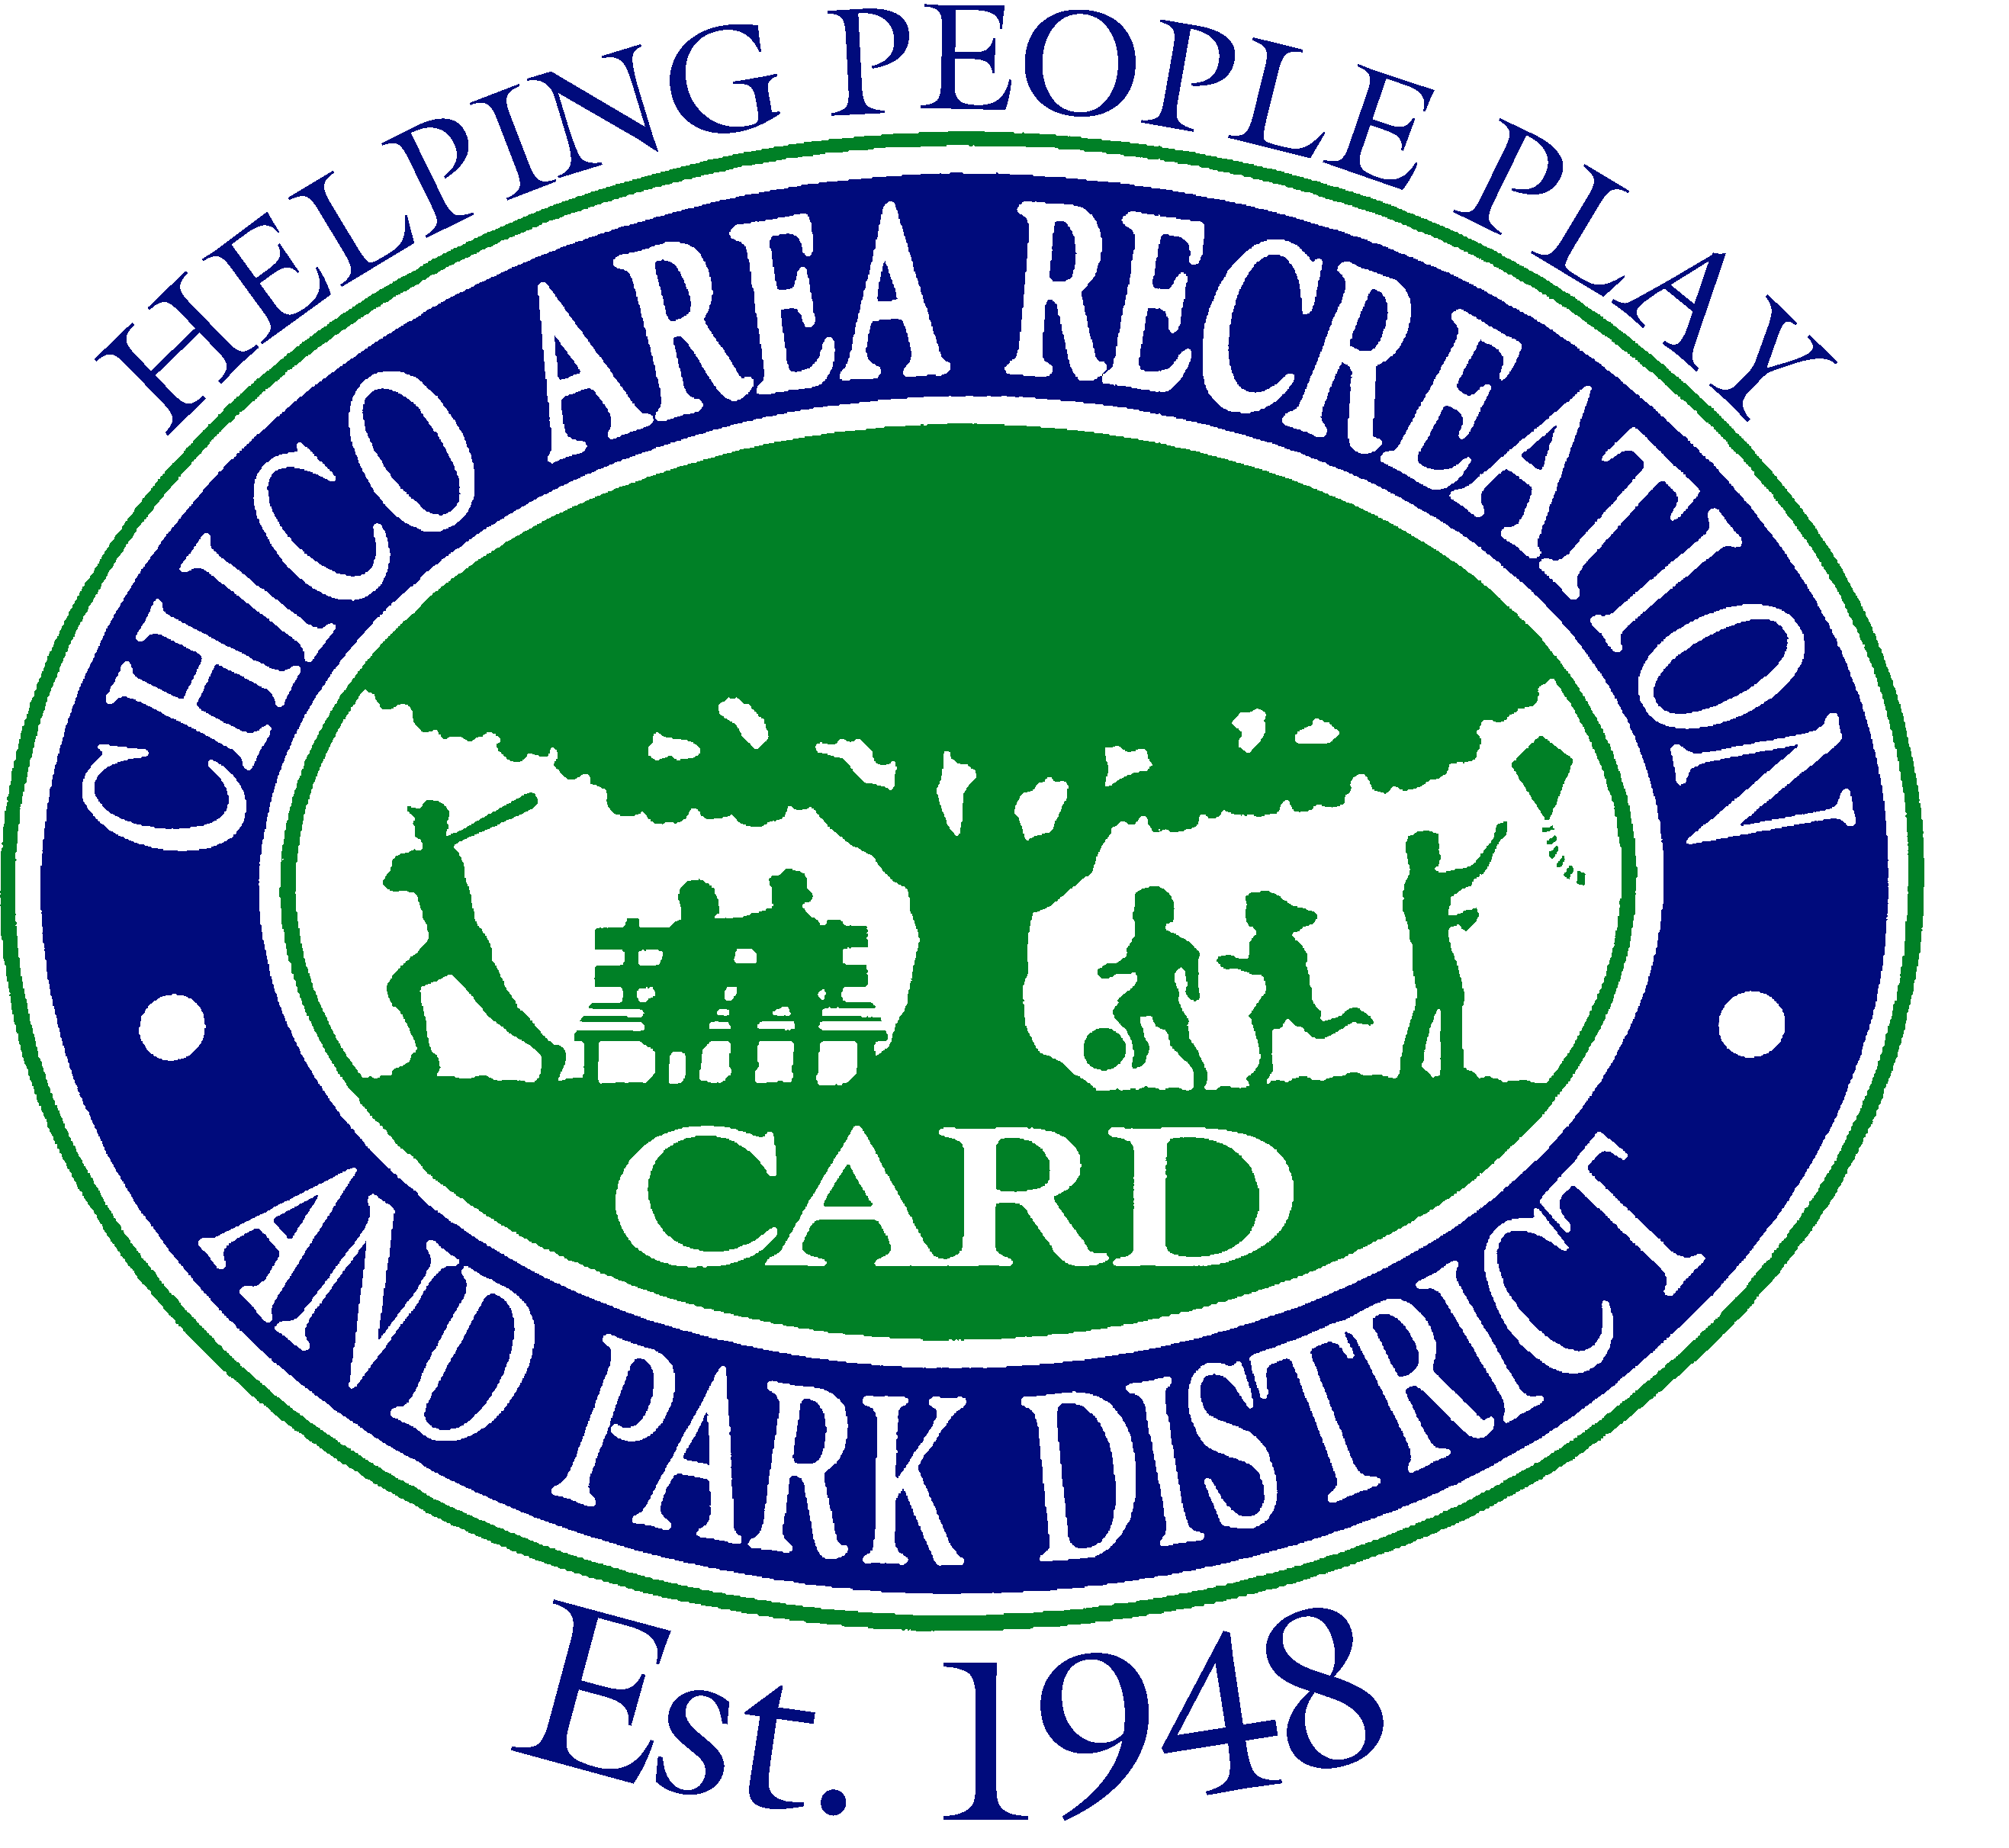 HELPING PEOPLE PLAY
CHICO AREA RECREATION
CARD
AND PARK DISTRICT
Est. 1948